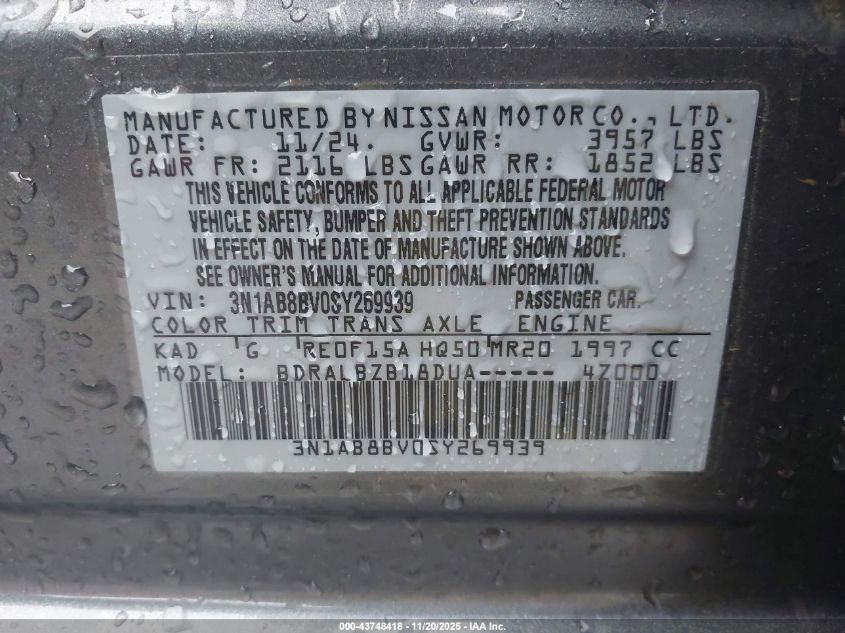 MANUFACTURED BY NISSAN MOTOR CO., LTD.
DATE: 11/24. GVWR: 3957 LBS
GAWR FR: 2116 LBS GAWR RR: 1852 LBS
THIS VEHICLE CONFORMS TO ALL APPLICABLE FEDERAL MOTOR
VEHICLE SAFETY, BUMPER AND THEFT PREVENTION STANDARDS
IN EFFECT ON THE DATE OF MANUFACTURE SHOWN ABOVE.
SEE OWNER'S MANUAL FOR ADDITIONAL INFORMATION.
VIN: 3N1AB8BV0SY269939 PASSENGER CAR.
COLOR TRIM TRANS AXLE ENGINE
KAD G RE0F15A HQ50 MR20 1997 CC
MODEL: BDRALBZB18DUA----- 4Z000
3N1AB8BV0SY269939
000-43748418 - 11/20/2025 - IAA Inc.